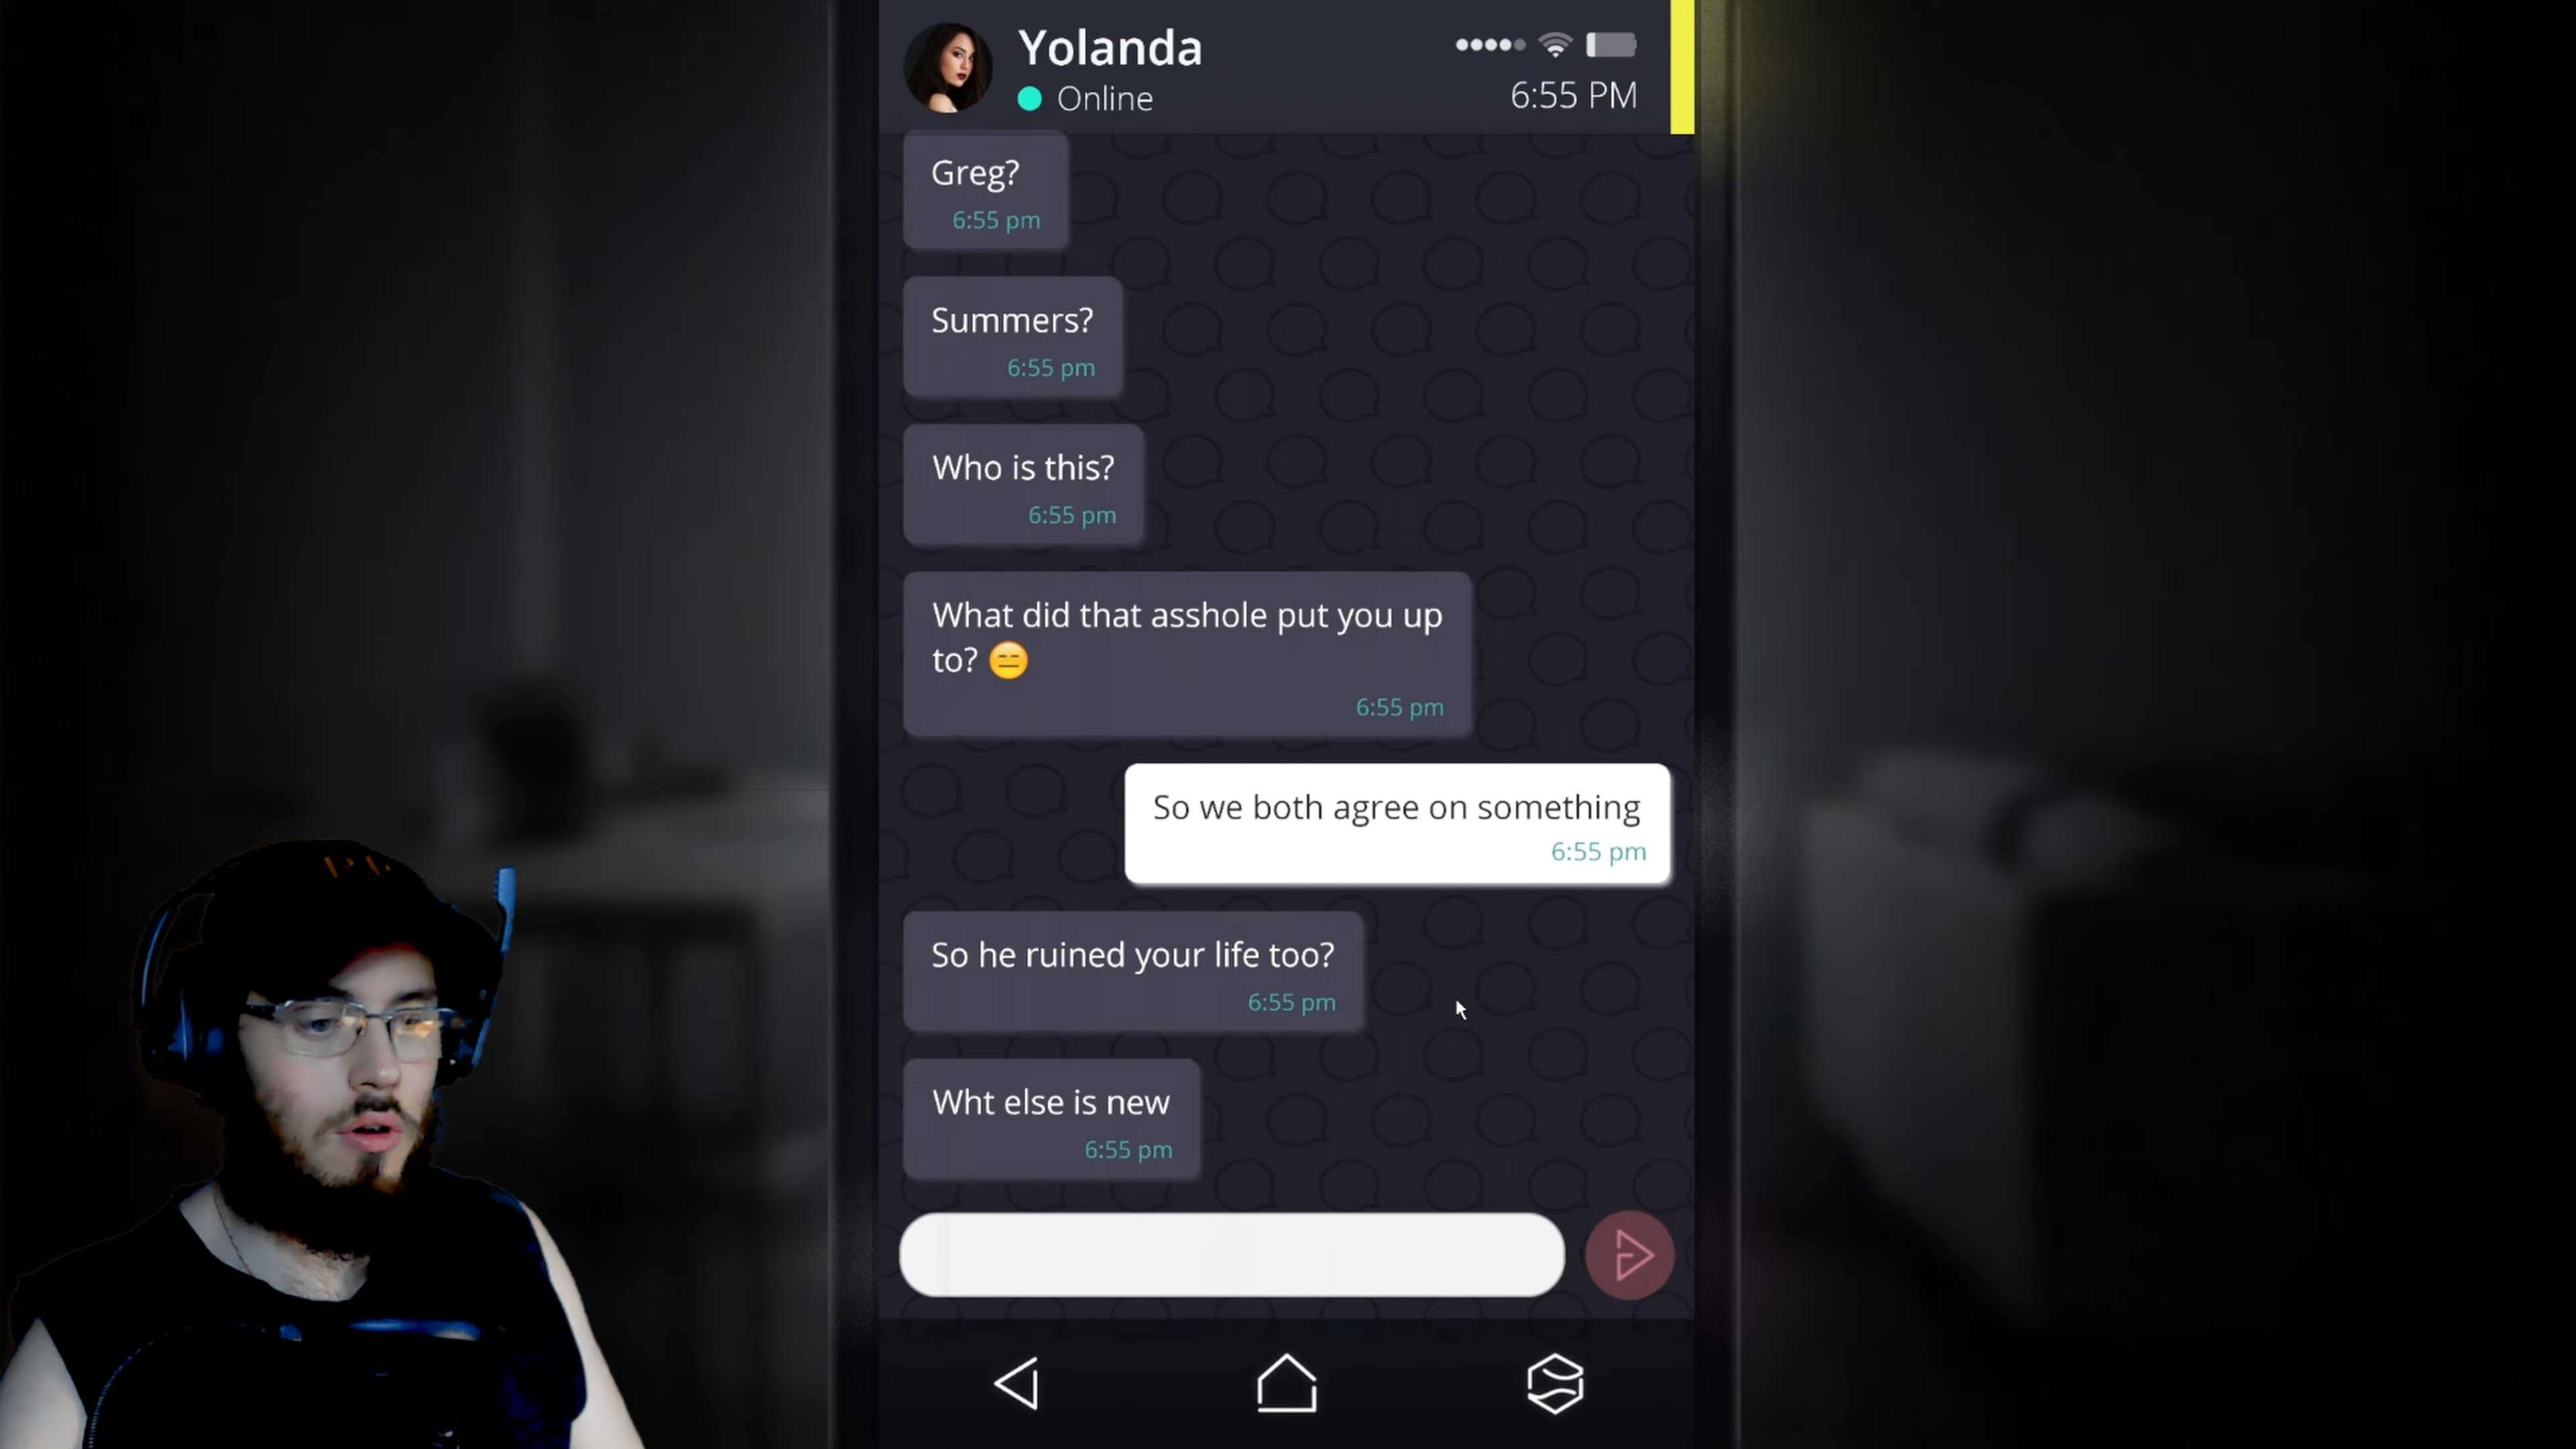 Yolanda
Online
6:55 PM
Greg?
6:55 pm
Summers?
6:55 pm
Who is this?
6:55 pm
What did that asshole put you up
to? 😑
6:55 pm
So we both agree on something
6:55 pm
So he ruined your life too?
6:55 pm
Wht else is new
6:55 pm